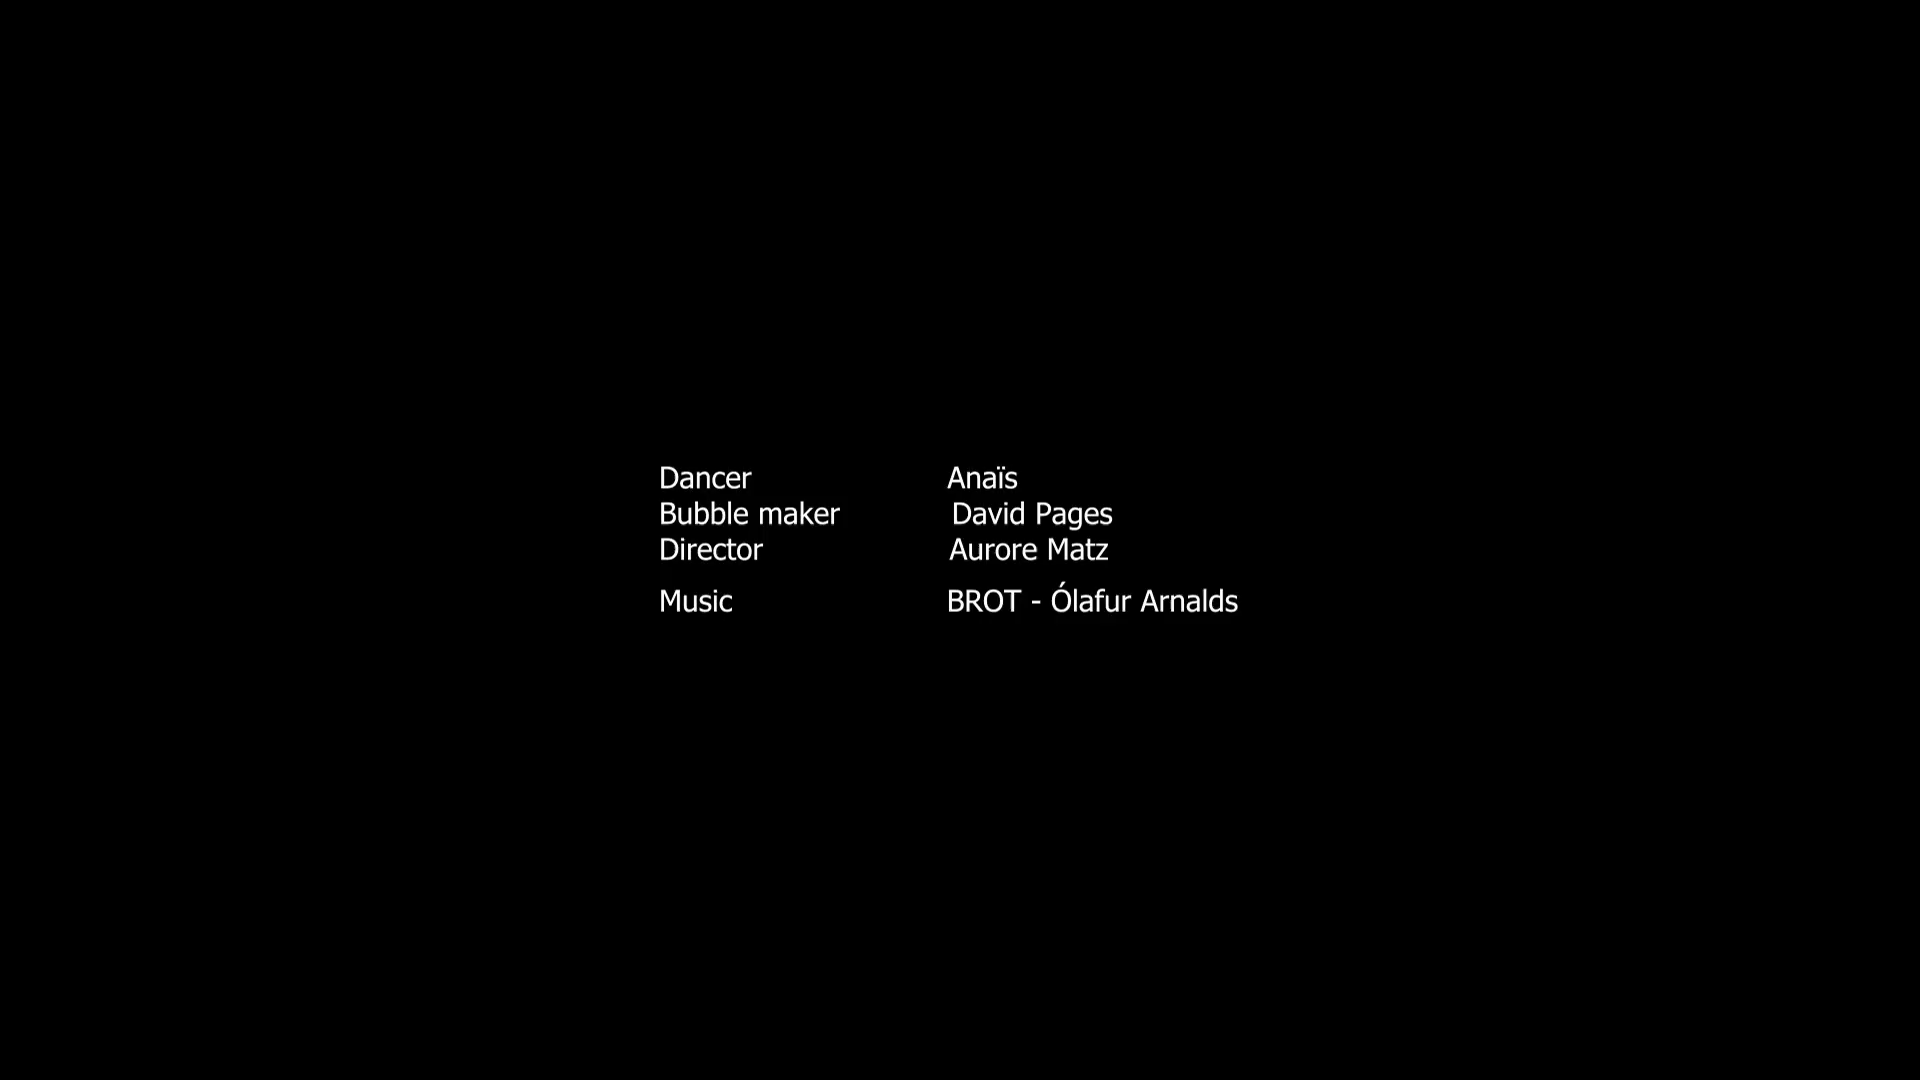 Dancer Anaïs
Bubble maker David Pages
Director Aurore Matz
Music BROT - Ólafur Arnalds